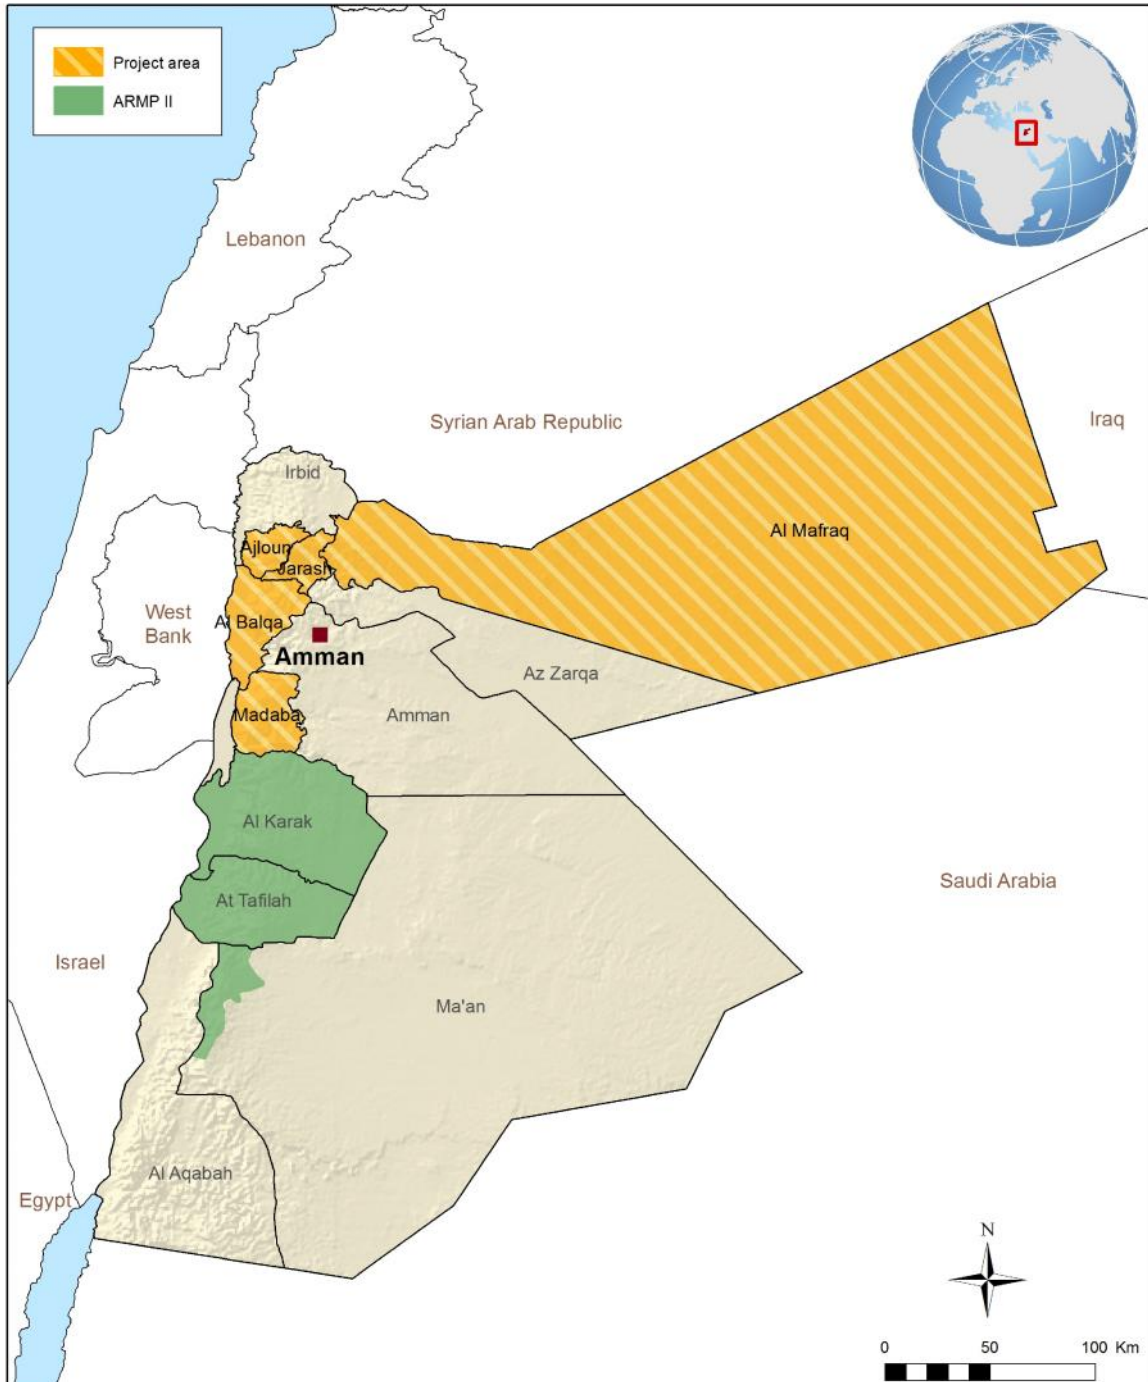 Project area
ARMP II
Lebanon
Syrian Arab Republic
Iraq
Irbid
Al Mafraq
Ajloun
Jarash
West
Bank
Al Balqa
Amman
Az Zarqa
Madaba
Amman
Al Karak
Saudi Arabia
At Tafilah
Israel
Ma'an
Al Aqabah
Egypt
N
0 50 100 Km